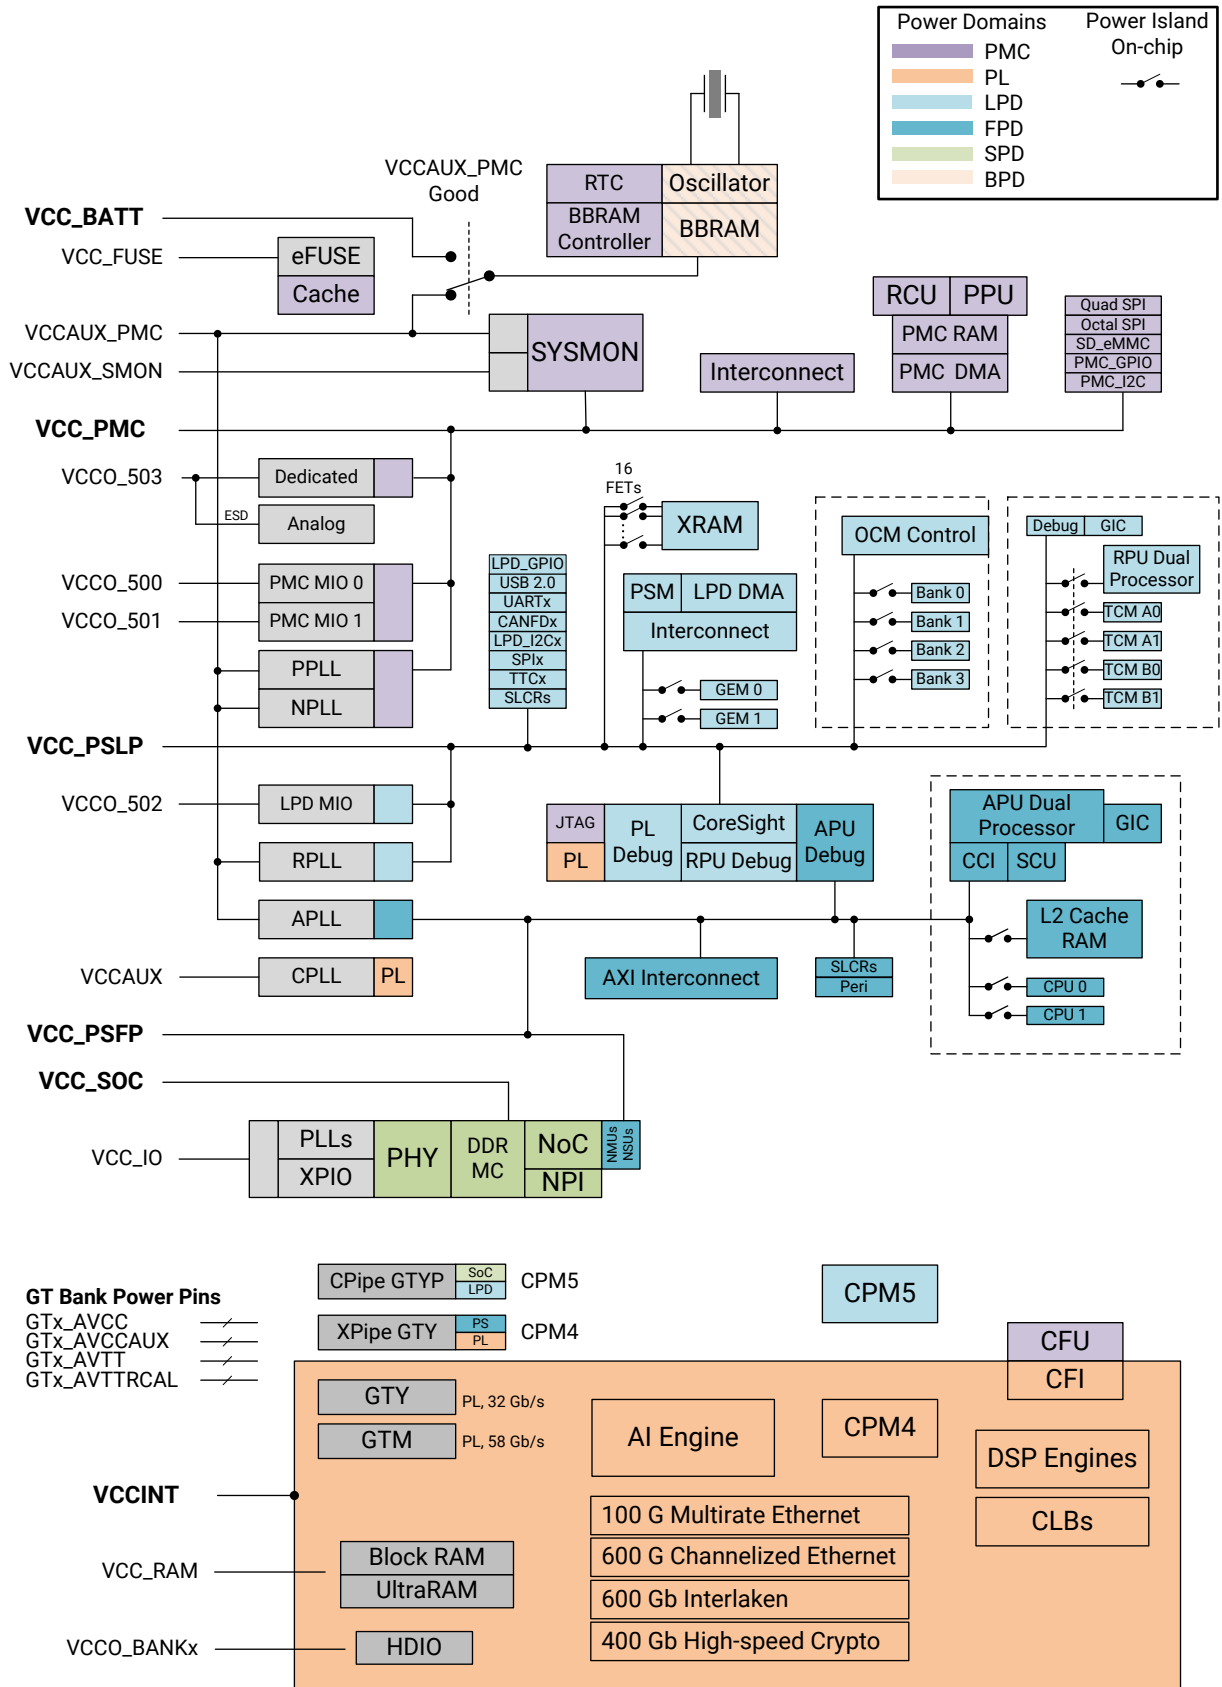 Power Domains
Power Island
On-chip
PMC
PL
LPD
FPD
SPD
BPD
VCCAUX_PMC
Good
RTC
Oscillator
BBRAM
Controller
BBRAM
VCC_BATT
VCC_FUSE
eFUSE
Cache
VCCAUX_PMC
VCCAUX_SMON
SYSMON
Interconnect
RCU
PPU
PMC RAM
PMC DMA
Quad SPI
Octal SPI
SD_eMMC
PMC_GPIO
PMC_I2C
VCC_PMC
VCCO_503
Dedicated
ESD
Analog
VCCO_500
PMC MIO 0
VCCO_501
PMC MIO 1
PPLL
NPLL
16
FETs
XRAM
LPD_GPIO
USB 2.0
UARTx
CANFDx
LPD_I2Cx
SPIx
TTCx
SLCRs
PSM
LPD DMA
Interconnect
GEM 0
GEM 1
OCM Control
Bank 0
Bank 1
Bank 2
Bank 3
Debug
GIC
RPU Dual
Processor
TCM A0
TCM A1
TCM B0
TCM B1
VCC_PSLP
VCCO_502
LPD MIO
RPLL
APLL
VCCAUX
CPLL
PL
JTAG
PL
PL
Debug
CoreSight
RPU Debug
APU
Debug
AXI Interconnect
SLCRs
Peri
APU Dual
Processor
GIC
CCI
SCU
L2 Cache
RAM
CPU 0
CPU 1
VCC_PSFP
VCC_SOC
VCC_IO
PLLs
XPIO
PHY
DDR
MC
NoC
NPI
NMUs
NSUs
GT Bank Power Pins
GTx_AVCC
GTx_AVCCAUX
GTx_AVTT
GTx_AVTTRCAL
CPipe GTYP
SoC
LPD
CPM5
XPipe GTY
PS
PL
CPM4
CPM5
CFU
CFI
GTY
PL, 32 Gb/s
GTM
PL, 58 Gb/s
AI Engine
CPM4
DSP Engines
CLBs
VCCINT
100 G Multirate Ethernet
600 G Channelized Ethernet
600 Gb Interlaken
400 Gb High-speed Crypto
VCC_RAM
Block RAM
UltraRAM
VCCO_BANKx
HDIO